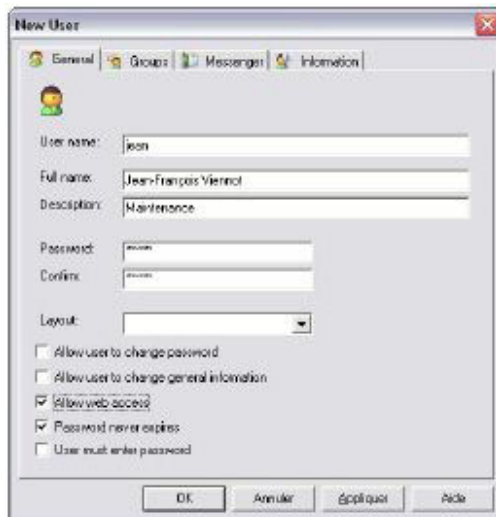 New User
General Groups Messenger Information
User name: jean
Full name: Jean-François Viennot
Description: Maintenance
Password: ******
Confirm: ******
Layout:
Allow user to change password
Allow user to change general information
Allow web access
Password never expires
User must enter password
OK Annuler Appliquer Aide